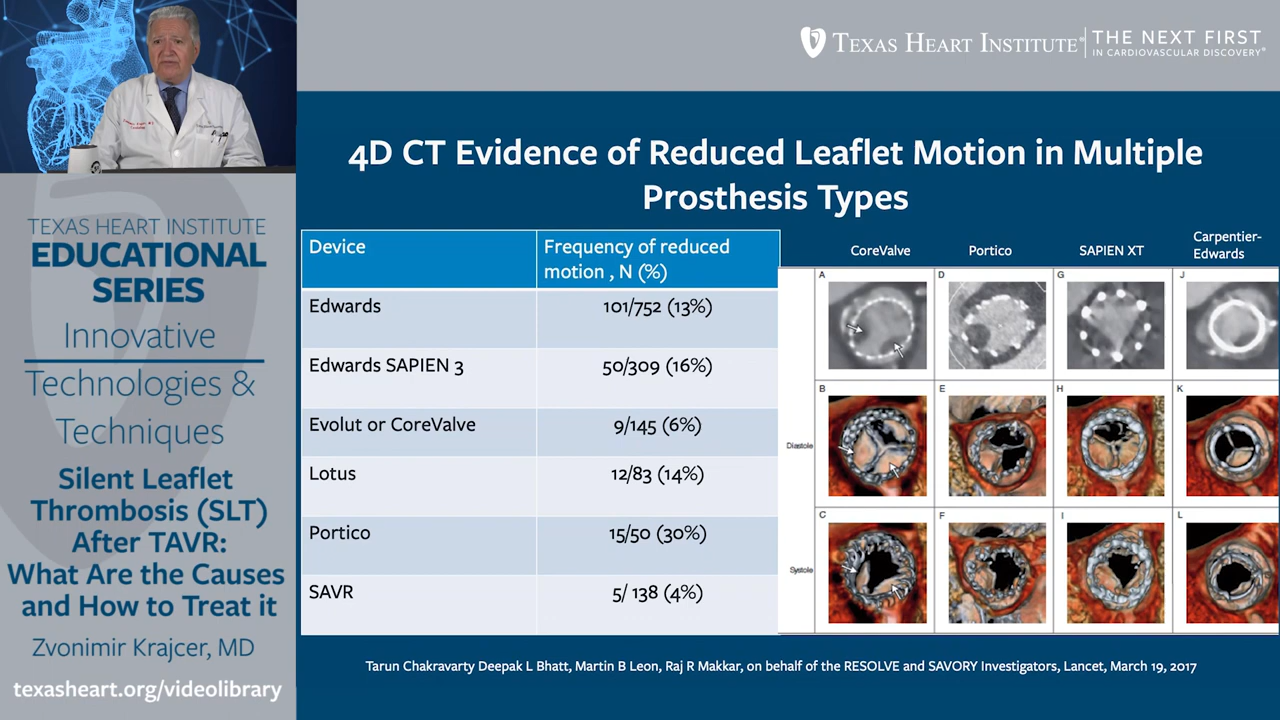 TEXAS HEART INSTITUTE®
THE NEXT FIRST
IN CARDIOVASCULAR DISCOVERY®
TEXAS HEART INSTITUTE
EDUCATIONAL
SERIES
Innovative
Technologies &
Techniques
Silent Leaflet
Thrombosis (SLT)
After TAVR:
What Are the Causes
and How to Treat it
Zvonimir Krajcer, MD
texasheart.org/videolibrary
4D CT Evidence of Reduced Leaflet Motion in Multiple
Prosthesis Types
Device
Frequency of reduced
motion , N (%)
Edwards
101/752 (13%)
Edwards SAPIEN 3
50/309 (16%)
Evolut or CoreValve
9/145 (6%)
Lotus
12/83 (14%)
Portico
15/50 (30%)
SAVR
5/ 138 (4%)
CoreValve
Portico
SAPIEN XT
Carpentier-
Edwards
A
D
G
J
B
E
H
K
Diastole
C
F
I
L
Systole
Tarun Chakravarty Deepak L Bhatt, Martin B Leon, Raj R Makkar, on behalf of the RESOLVE and SAVORY Investigators, Lancet, March 19, 2017